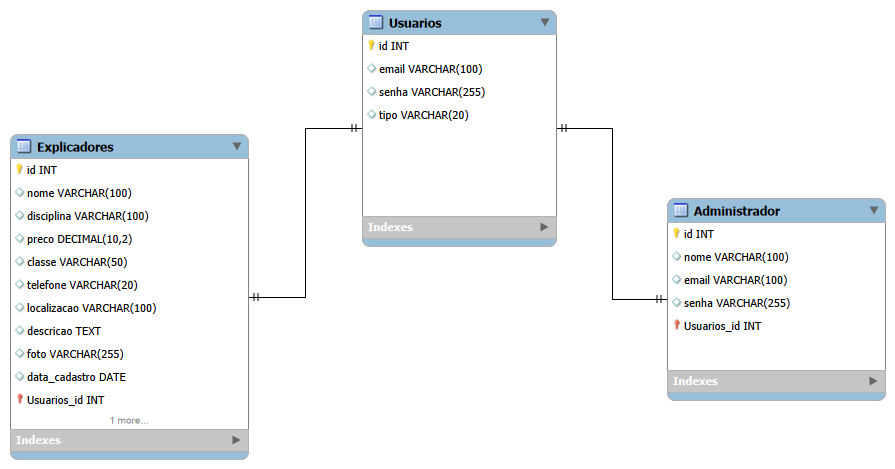 Usuarios
id INT
email VARCHAR(100)
senha VARCHAR(255)
tipo VARCHAR(20)
Indexes
Explicadores
id INT
nome VARCHAR(100)
disciplina VARCHAR(100)
preco DECIMAL(10,2)
classe VARCHAR(50)
telefone VARCHAR(20)
localizacao VARCHAR(100)
descricao TEXT
foto VARCHAR(255)
data_cadastro DATE
Usuarios_id INT
1 more...
Indexes
Administrador
id INT
nome VARCHAR(100)
email VARCHAR(100)
senha VARCHAR(255)
Usuarios_id INT
Indexes